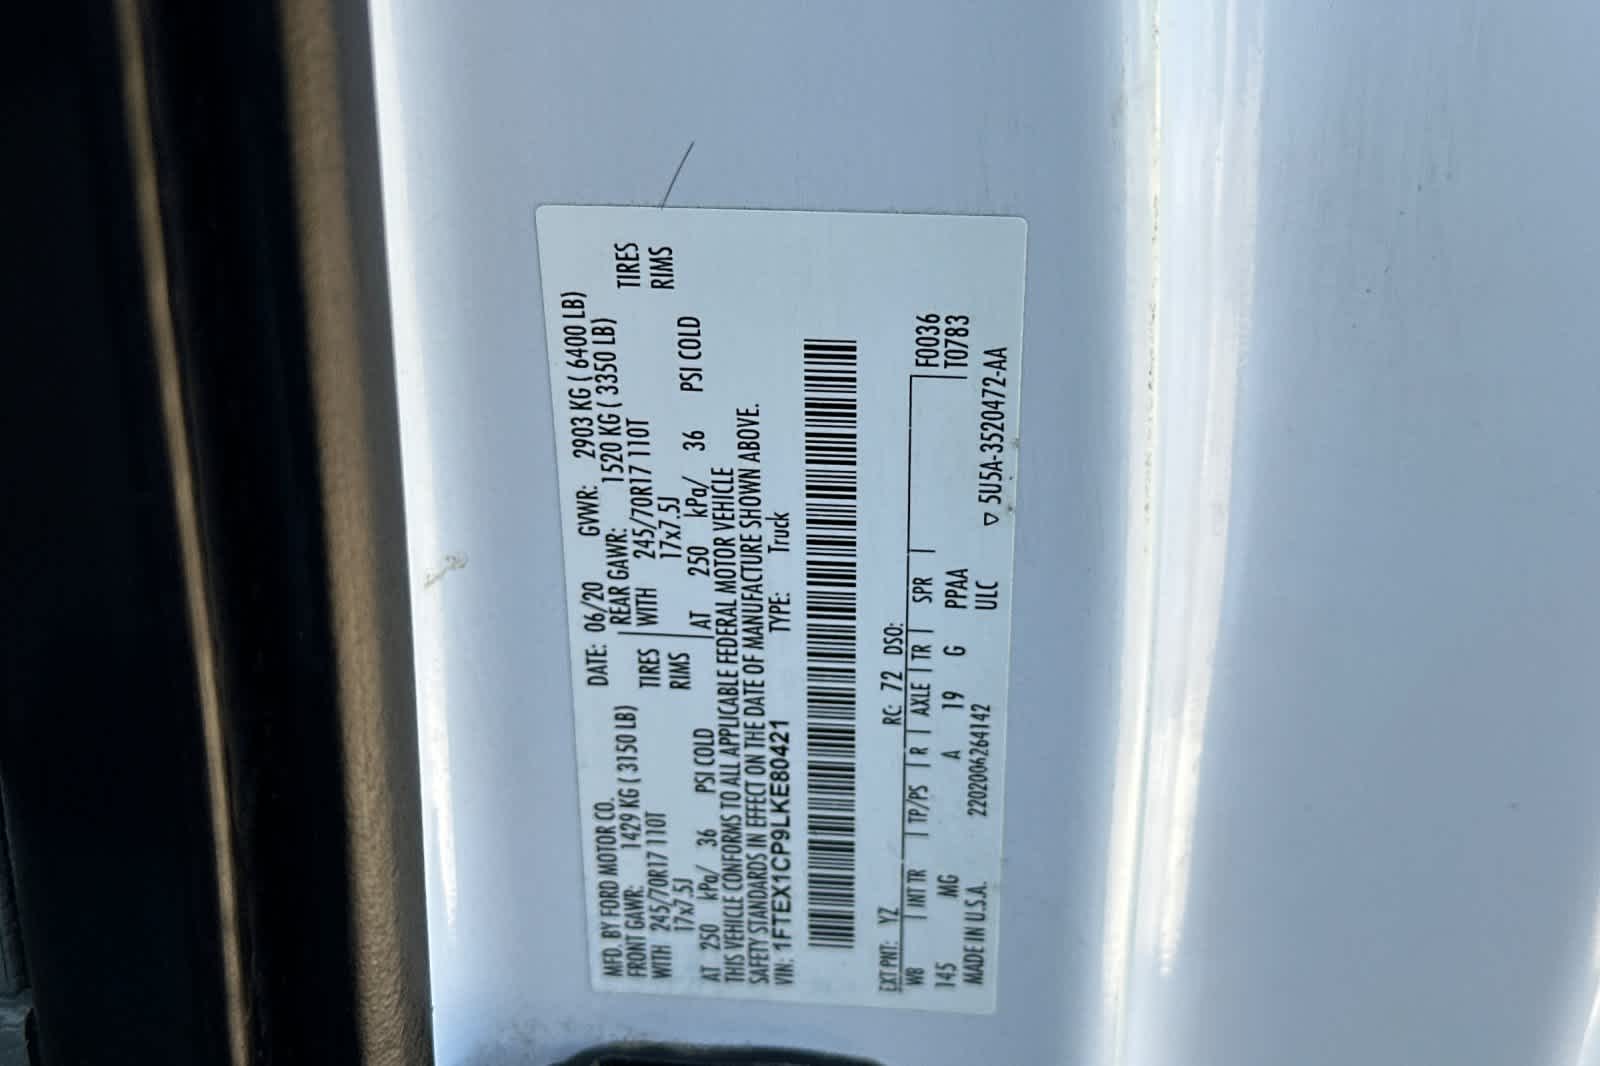 MFD. BY FORD MOTOR CO.
DATE: 06/20 GVWR: 2903 KG ( 6400 LB)
FRONT GAWR: 1429 KG ( 3150 LB) REAR GAWR: 1520 KG ( 3350 LB)
WITH 245/70R17 110T TIRES WITH 245/70R17 110T TIRES
17x7.5J RIMS 17x7.5J RIMS
AT 250 kPa/ 36 PSI COLD AT 250 kPa/ 36 PSI COLD
THIS VEHICLE CONFORMS TO ALL APPLICABLE FEDERAL MOTOR VEHICLE
SAFETY STANDARDS IN EFFECT ON THE DATE OF MANUFACTURE SHOWN ABOVE.
VIN: 1FTEX1CP9LKE80421 TYPE: Truck
EXT PNT: YZ RC: 72 DSO:
WB INT TR TP/PS R AXLE TR SPR F0036
145 MG A 19 G PPAA T0783
MADE IN U.S.A. 2202006264142 ULC ▽ 5U5A-3520472-AA